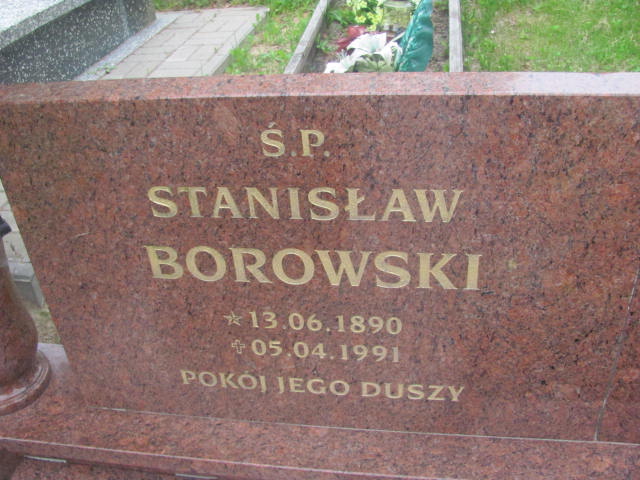 Ś.P.
STANISŁAW
BOROWSKI
☆ 13.06.1890
✝ 05.04.1991
POKÓJ JEGO DUSZY